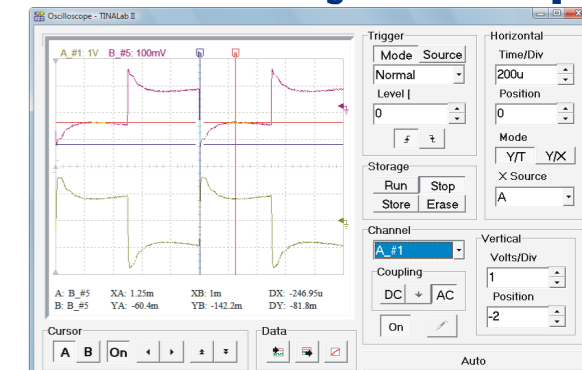 Oscilloscope - TINALab II
A_#1: 1V B_#5: 100mV
b a
A: B_#5 XA: 1.25m XB: 1m DX: -246.95u
B: B_#5 YA: -60.4m YB: -142.2m DY: -81.8m
Cursor
A B On
Data
Trigger
Mode Source
Normal
Level [
0
Storage
Run Stop
Store Erase
Channel
A_#1
Coupling
DC AC
On
Horizontal
Time/Div
200u
Position
0
Mode
Y/T Y/X
X Source
A
Vertical
Volts/Div
1
Position
-2
Auto